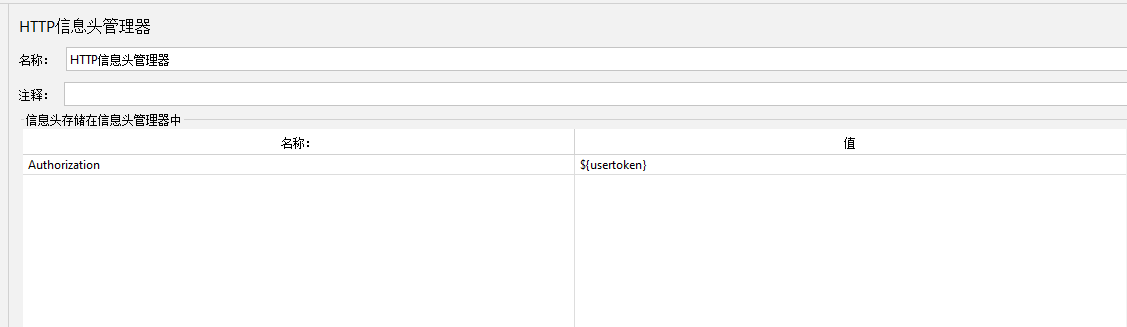 HTTP信息头管理器
名称： HTTP信息头管理器
注释：
信息头存储在信息头管理器中
名称： 值
Authorization ${usertoken}